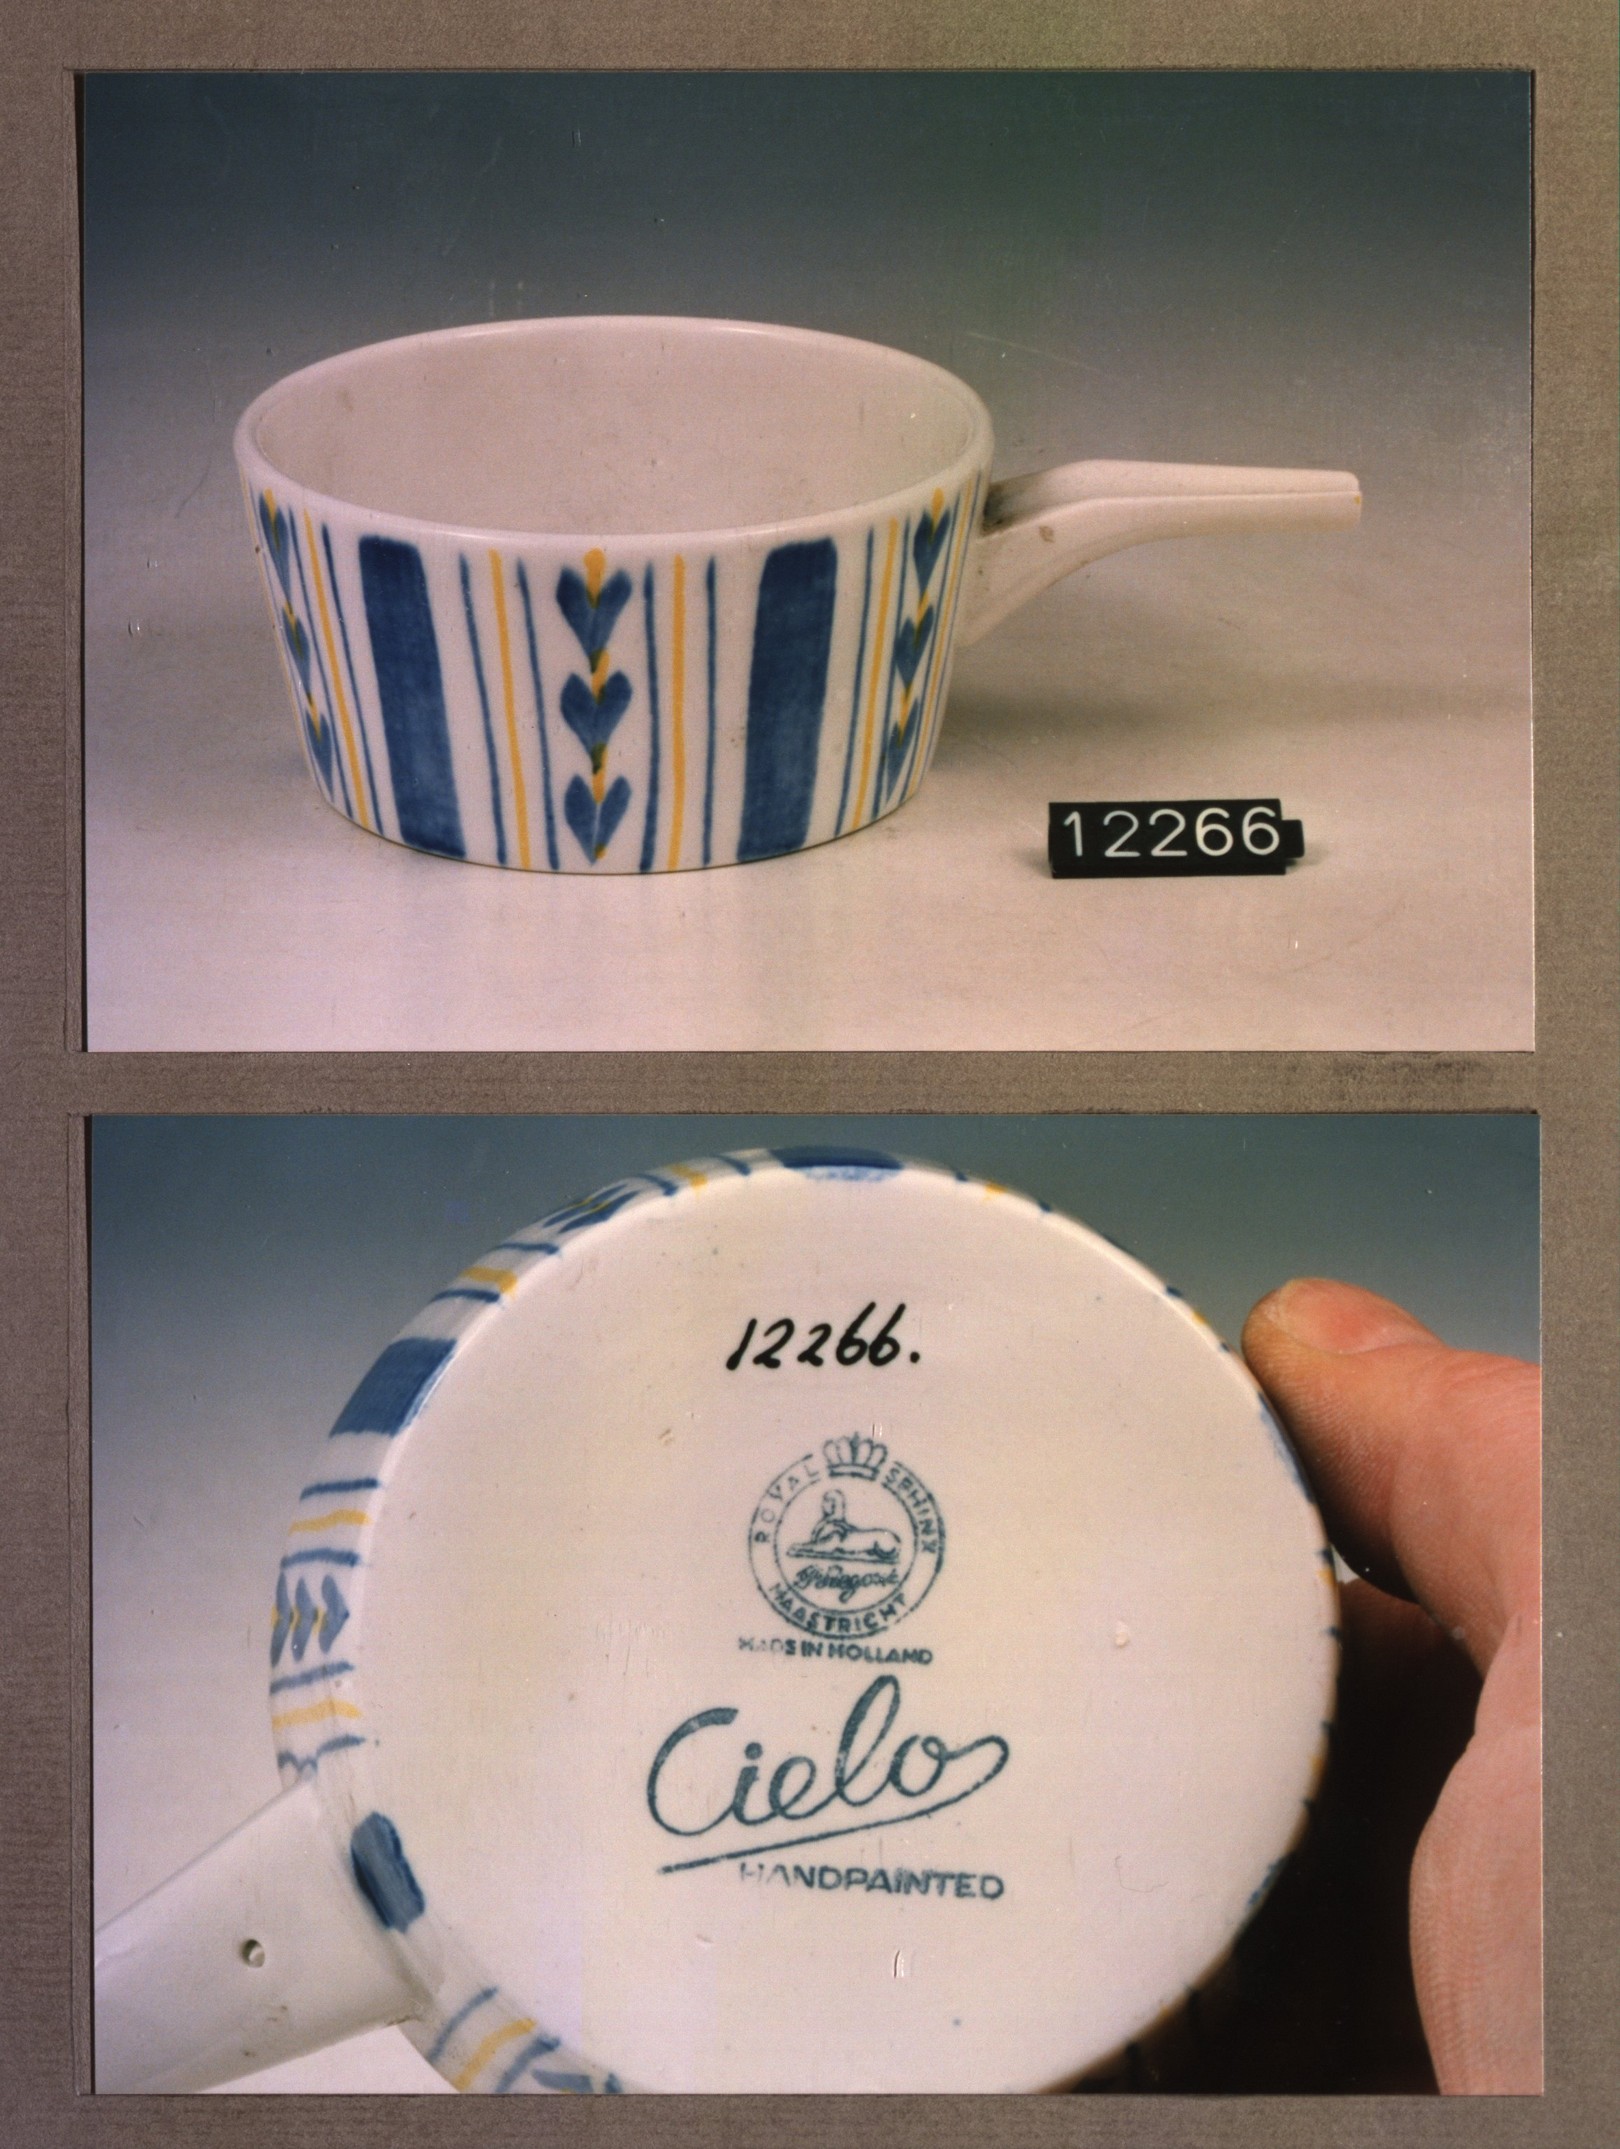 12266
12266.
ROYAL SPHINX
MAASTRICHT
MADE IN HOLLAND
Cielo
HANDPAINTED